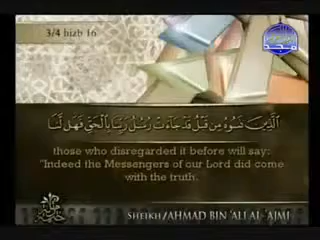 3/4 hizb 16
الَّذِينَ نَسُوهُ مِن قَبْلُ قَدْ جَاءَتْ رُسُلُ رَبِّنَا بِالْحَقِّ فَهَل لَّنَا
those who disregarded it before will say:
"Indeed the Messengers of our Lord did come
with the truth.
SHEIKH/AHMAD BIN 'ALI AL-'AJMI